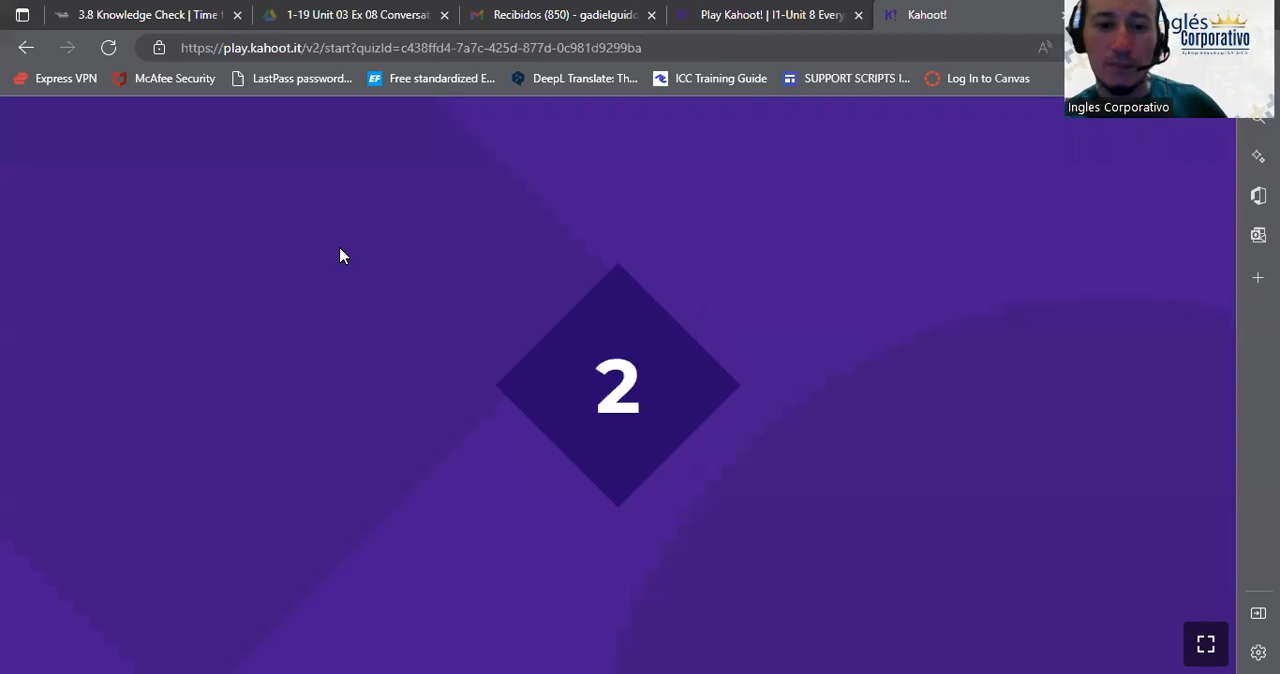 3.8 Knowledge Check | Time
1-19 Unit 03 Ex 08 Conversat
Recibidos (850) - gadielguido
Play Kahoot! | I1-Unit 8 Every
Kahoot!
https://play.kahoot.it/v2/start?quizId=c438ffd4-7a7c-425d-877d-0c981d9299ba
Express VPN
McAfee Security
LastPass password...
EF
Free standardized E...
DeepL Translate: Th...
ICC Training Guide
SUPPORT SCRIPTS I...
Log In to Canvas
glés
Corporativo
Ingles Corporativo
2